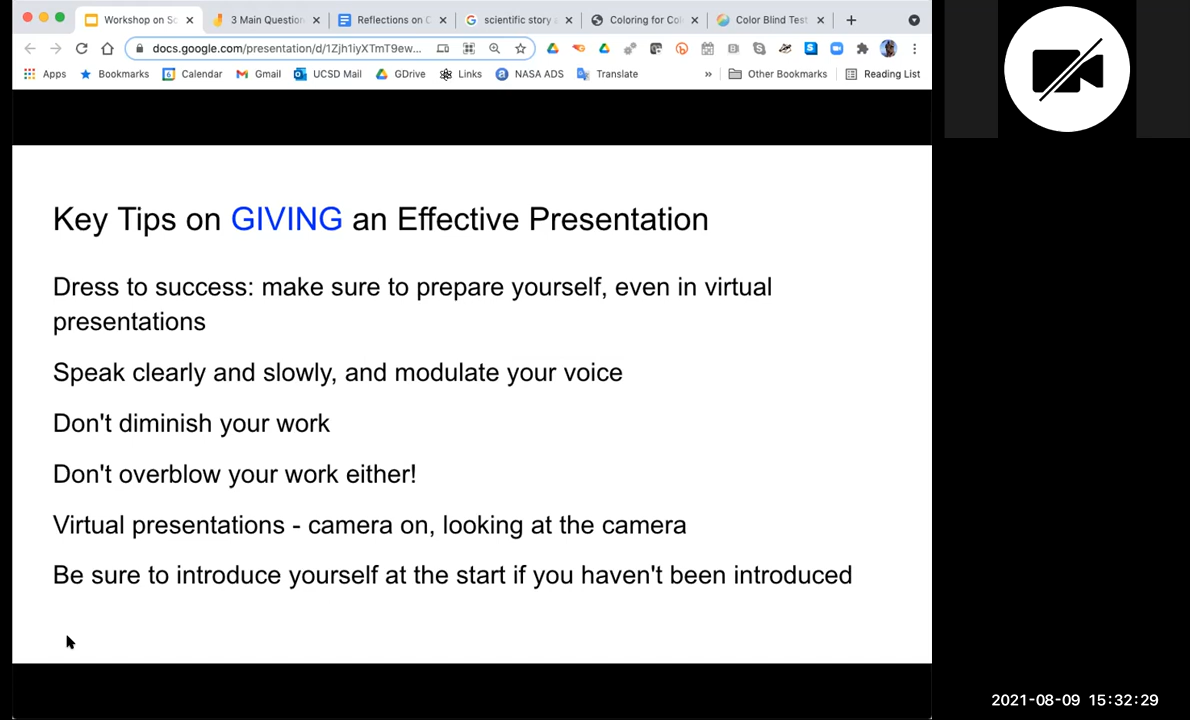 Workshop on Sc
3 Main Question
Reflections on C
scientific story a
Coloring for Col
Color Blind Test
docs.google.com/presentation/d/1Zjh1iyXTmT9ew...
Apps
Bookmarks
Calendar
Gmail
UCSD Mail
GDrive
Links
NASA ADS
Translate
»
Other Bookmarks
Reading List
Key Tips on GIVING an Effective Presentation
Dress to success: make sure to prepare yourself, even in virtual
presentations
Speak clearly and slowly, and modulate your voice
Don't diminish your work
Don't overblow your work either!
Virtual presentations - camera on, looking at the camera
Be sure to introduce yourself at the start if you haven't been introduced
2021-08-09 15:32:29